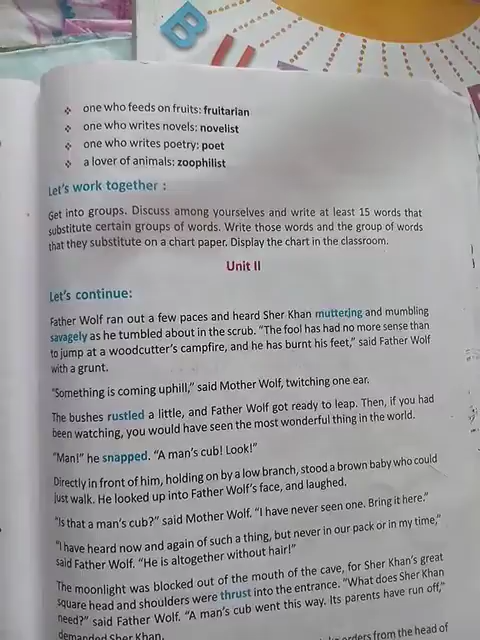 BU
❖ one who feeds on fruits: fruitarian
❖ one who writes novels: novelist
❖ one who writes poetry: poet
❖ a lover of animals: zoophilist
Let's work together :
Get into groups. Discuss among yourselves and write at least 15 words that
substitute certain groups of words. Write those words and the group of words
that they substitute on a chart paper. Display the chart in the classroom.
Unit II
Let's continue:
Father Wolf ran out a few paces and heard Sher Khan muttering and mumbling
savagely as he tumbled about in the scrub. "The fool has had no more sense than
to jump at a woodcutter's campfire, and he has burnt his feet," said Father Wolf
with a grunt.
"Something is coming uphill," said Mother Wolf, twitching one ear.
The bushes rustled a little, and Father Wolf got ready to leap. Then, if you had
been watching, you would have seen the most wonderful thing in the world.
"Man!" he snapped. "A man's cub! Look!"
Directly in front of him, holding on by a low branch, stood a brown baby who could
just walk. He looked up into Father Wolf's face, and laughed.
"Is that a man's cub?" said Mother Wolf. "I have never seen one. Bring it here."
"I have heard now and again of such a thing, but never in our pack or in my time,"
said Father Wolf. "He is altogether without hair!"
The moonlight was blocked out of the mouth of the cave, for Sher Khan's great
square head and shoulders were thrust into the entrance. "What does Sher Khan
need?" said Father Wolf. "A man's cub went this way. Its parents have run off,"
demanded Sher Khan.
orders from the head of